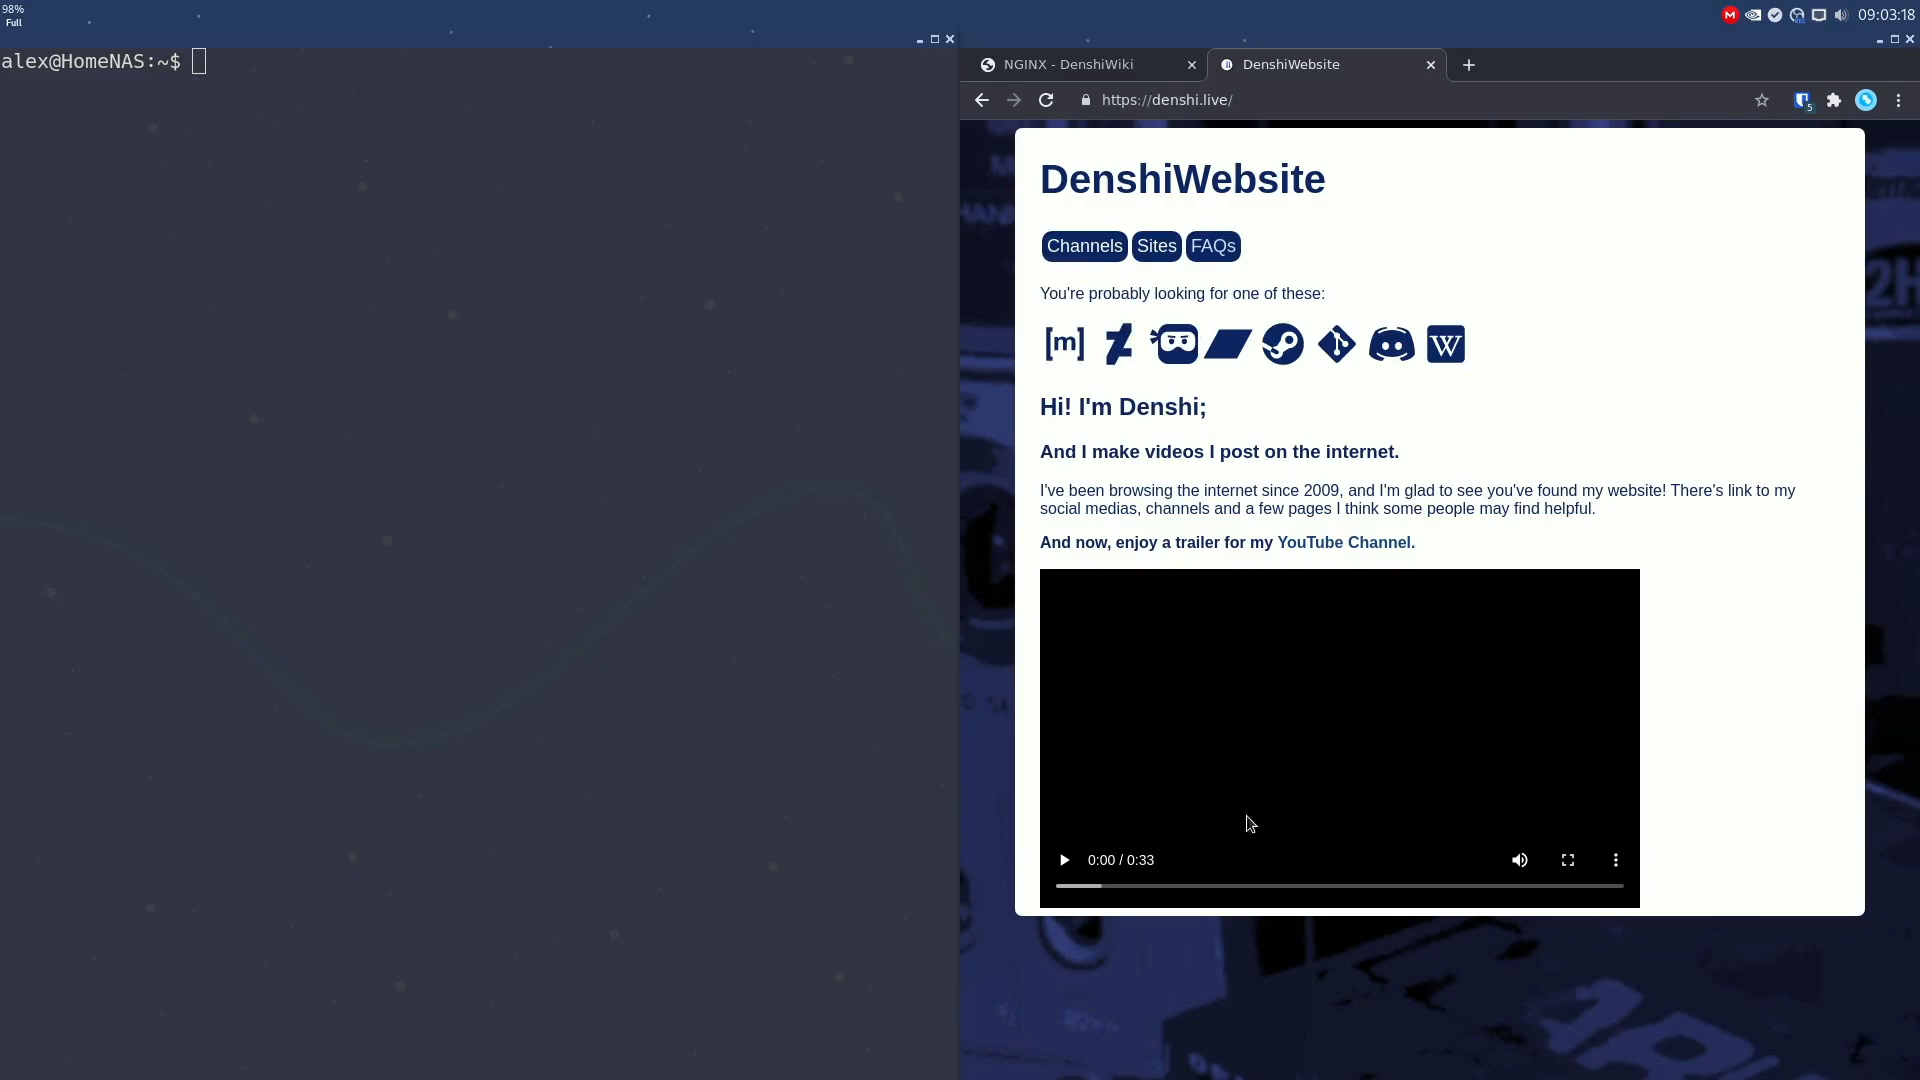 98%
Full
09:03:18
alex@HomeNAS:~$
NGINX - DenshiWiki
DenshiWebsite
https://denshi.live/
5
DenshiWebsite
Channels Sites FAQs
You're probably looking for one of these:
[m]
W
Hi! I'm Denshi;
And I make videos I post on the internet.
I've been browsing the internet since 2009, and I'm glad to see you've found my website! There's link to my
social medias, channels and a few pages I think some people may find helpful.
And now, enjoy a trailer for my YouTube Channel.
0:00 / 0:33